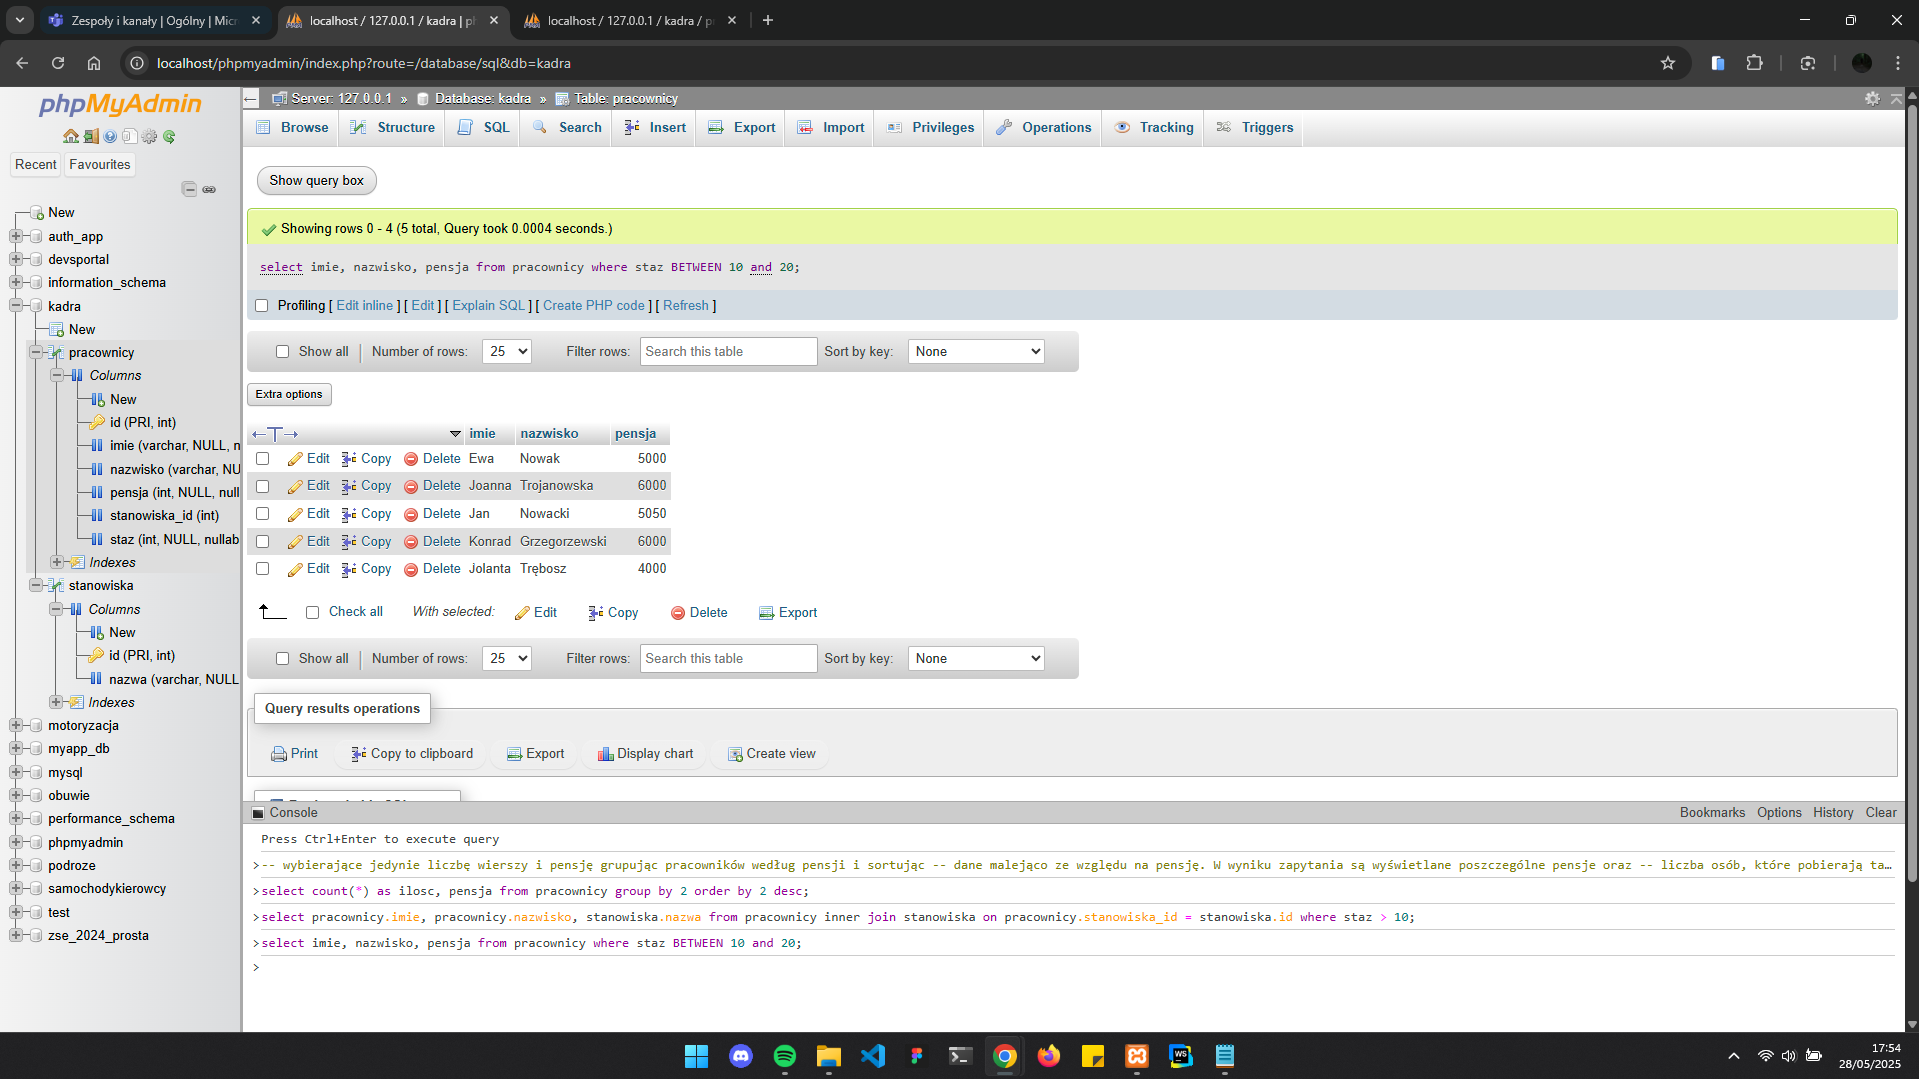 Zespoły i kanały | Ogólny | Micr
localhost / 127.0.0.1 / kadra | ph
localhost / 127.0.0.1 / kadra / p
localhost/phpmyadmin/index.php?route=/database/sql&db=kadra
phpMyAdmin
Recent Favourites
New
auth_app
devsportal
information_schema
kadra
New
pracownicy
Columns
New
id (PRI, int)
imie (varchar, NULL, n
nazwisko (varchar, NU
pensja (int, NULL, null
stanowiska_id (int)
staz (int, NULL, nullab
Indexes
stanowiska
Columns
New
id (PRI, int)
nazwa (varchar, NULL
Indexes
motoryzacja
myapp_db
mysql
obuwie
performance_schema
phpmyadmin
podroze
samochodykierowcy
test
zse_2024_prosta
Server: 127.0.0.1 » Database: kadra » Table: pracownicy
Browse Structure SQL Search Insert Export Import Privileges Operations Tracking Triggers
Show query box
Showing rows 0 - 4 (5 total, Query took 0.0004 seconds.)
select imie, nazwisko, pensja from pracownicy where staz BETWEEN 10 and 20;
Profiling [ Edit inline ] [ Edit ] [ Explain SQL ] [ Create PHP code ] [ Refresh ]
Show all | Number of rows: 25 Filter rows: Search this table Sort by key: None
Extra options
imie nazwisko pensja
Edit Copy Delete Ewa Nowak 5000
Edit Copy Delete Joanna Trojanowska 6000
Edit Copy Delete Jan Nowacki 5050
Edit Copy Delete Konrad Grzegorzewski 6000
Edit Copy Delete Jolanta Trębosz 4000
Check all With selected: Edit Copy Delete Export
Show all | Number of rows: 25 Filter rows: Search this table Sort by key: None
Query results operations
Print Copy to clipboard Export Display chart Create view
Console Bookmarks Options History Clear
Press Ctrl+Enter to execute query
>-- wybierające jedynie liczbę wierszy i pensję grupując pracowników według pensji i sortując -- dane malejąco ze względu na pensję. W wyniku zapytania są wyświetlane poszczególne pensje oraz -- liczba osób, które pobierają ta…
>select count(*) as ilosc, pensja from pracownicy group by 2 order by 2 desc;
>select pracownicy.imie, pracownicy.nazwisko, stanowiska.nazwa from pracownicy inner join stanowiska on pracownicy.stanowiska_id = stanowiska.id where staz > 10;
>select imie, nazwisko, pensja from pracownicy where staz BETWEEN 10 and 20;
>
WS
17:54
28/05/2025